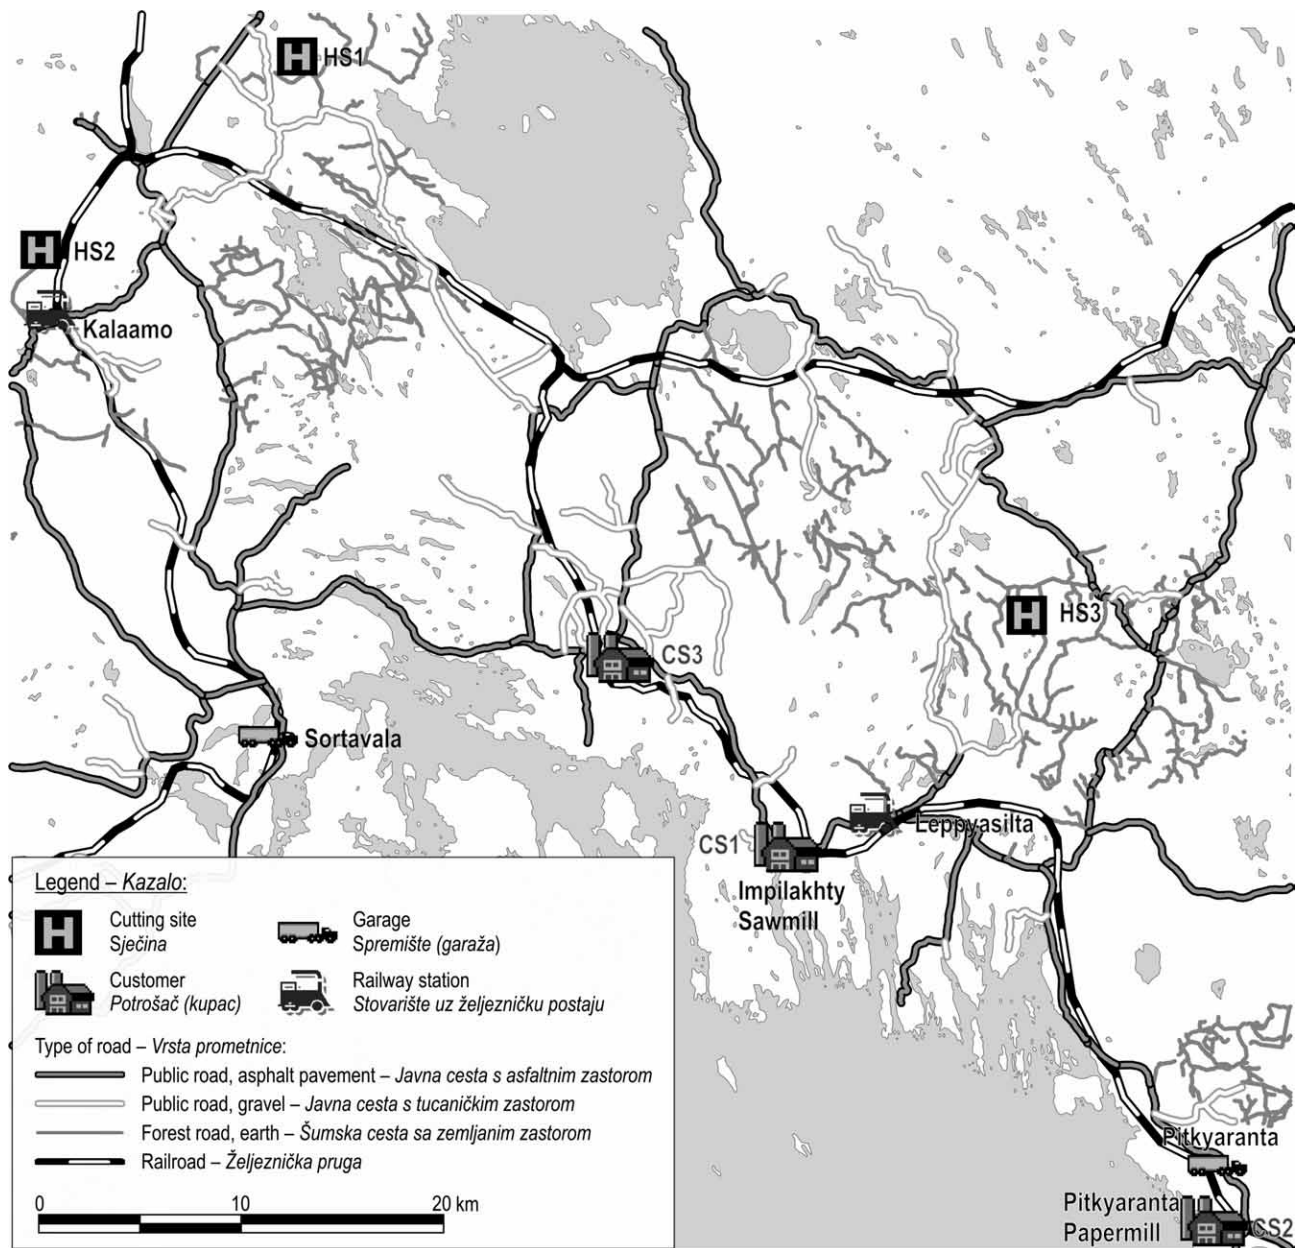 HS1
HS2
Kalaamo
HS3
CS3
Sortavala
Leppyasilta
CS1
Impilakhty
Sawmill
Legend – Kazalo:
Cutting site
Sječina
Garage
Spremište (garaža)
Customer
Potrošač (kupac)
Railway station
Stovarište uz željezničku postaju
Type of road – Vrsta prometnice:
Public road, asphalt pavement – Javna cesta s asfaltnim zastorom
Public road, gravel – Javna cesta s tucaničkim zastorom
Forest road, earth – Šumska cesta sa zemljanim zastorom
Railroad – Željeznička pruga
0 10 20 km
Pitkyaranta
Pitkyaranta
Papermill
CS2